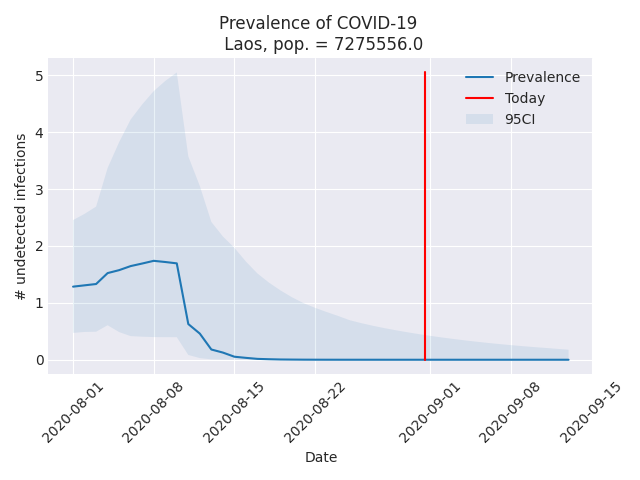 Prevalence of COVID-19
Laos, pop. = 7275556.0
Prevalence
Today
95CI
# undetected infections
5
4
3
2
1
0
2020-08-01
2020-08-08
2020-08-15
2020-08-22
2020-09-01
2020-09-08
2020-09-15
Date